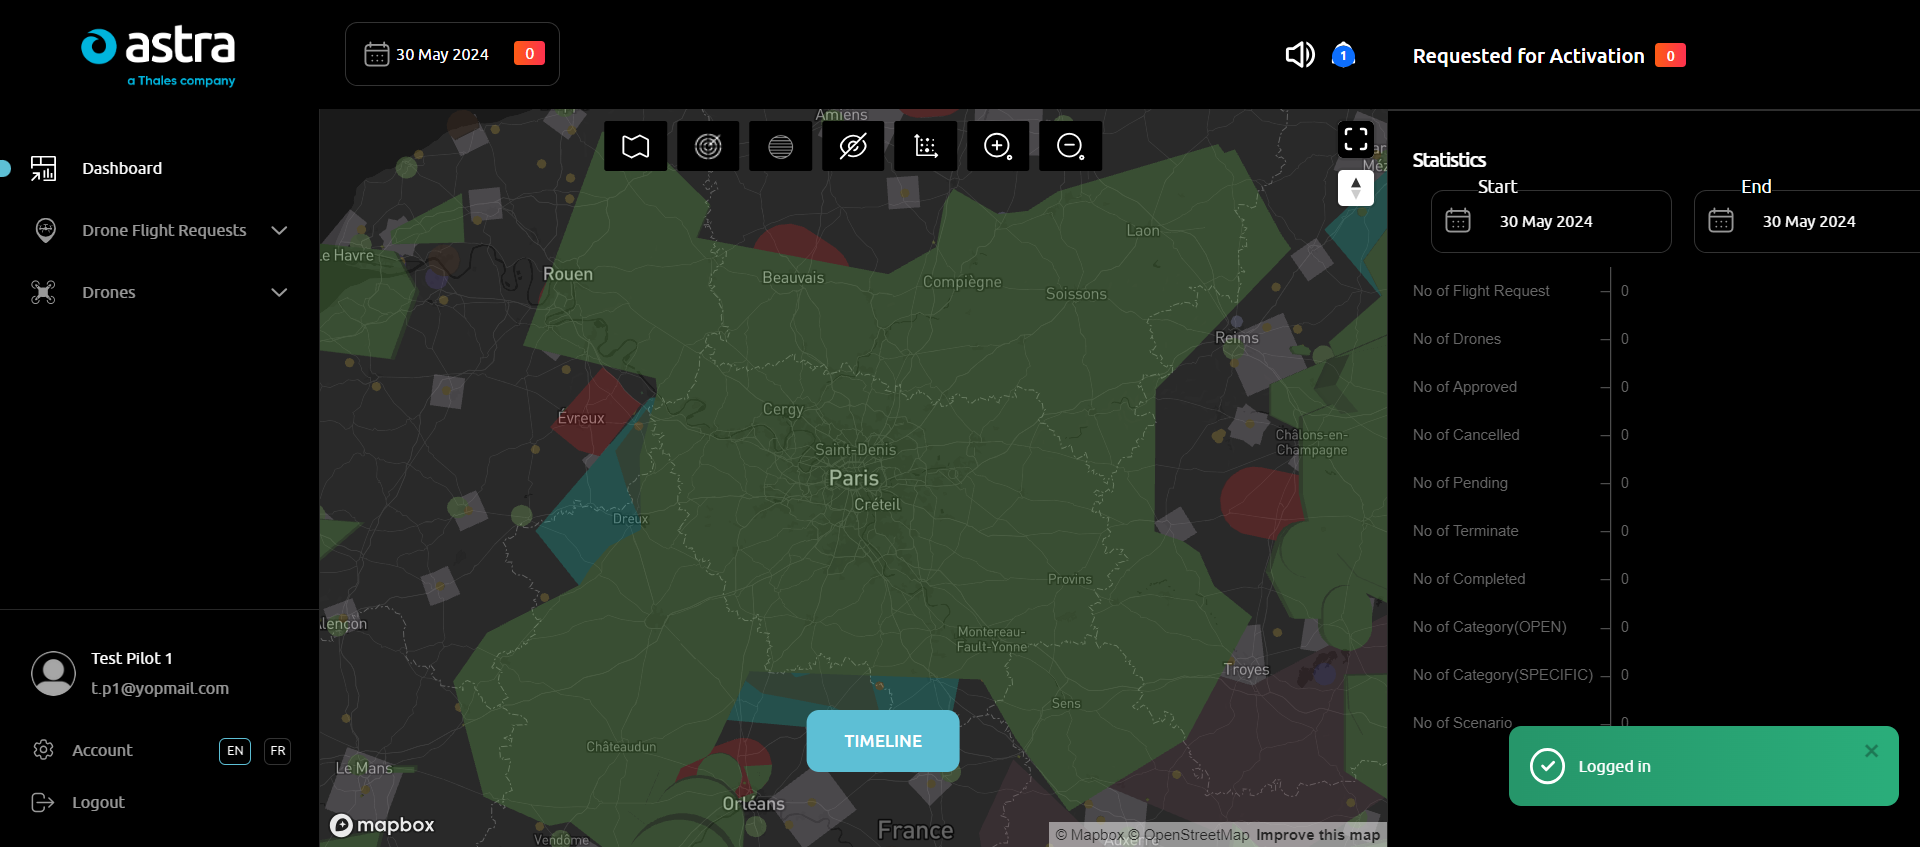 astra
a Thales company
30 May 2024
0
1
Requested for Activation
0
Dashboard
Drone Flight Requests
Drones
Test Pilot 1
t.p1@yopmail.com
Account
EN
FR
Logout
Amiens
Laon
Le Havre
Rouen
Beauvais
Compiègne
Soissons
Reims
Cergy
Évreux
Saint-Denis
Châlons-en-
Champagne
Paris
Créteil
Dreux
Provins
Alençon
Montereau-
Fault-Yonne
Troyes
Sens
Châteaudun
TIMELINE
Le Mans
Orléans
mapbox
France
Vendôme
Auxerre
© Mapbox © OpenStreetMap Improve this map
Statistics
Start
End
30 May 2024
30 May 2024
No of Flight Request 0
No of Drones 0
No of Approved 0
No of Cancelled 0
No of Pending 0
No of Terminate 0
No of Completed 0
No of Category(OPEN) 0
No of Category(SPECIFIC) 0
No of Scenario 0
Logged in